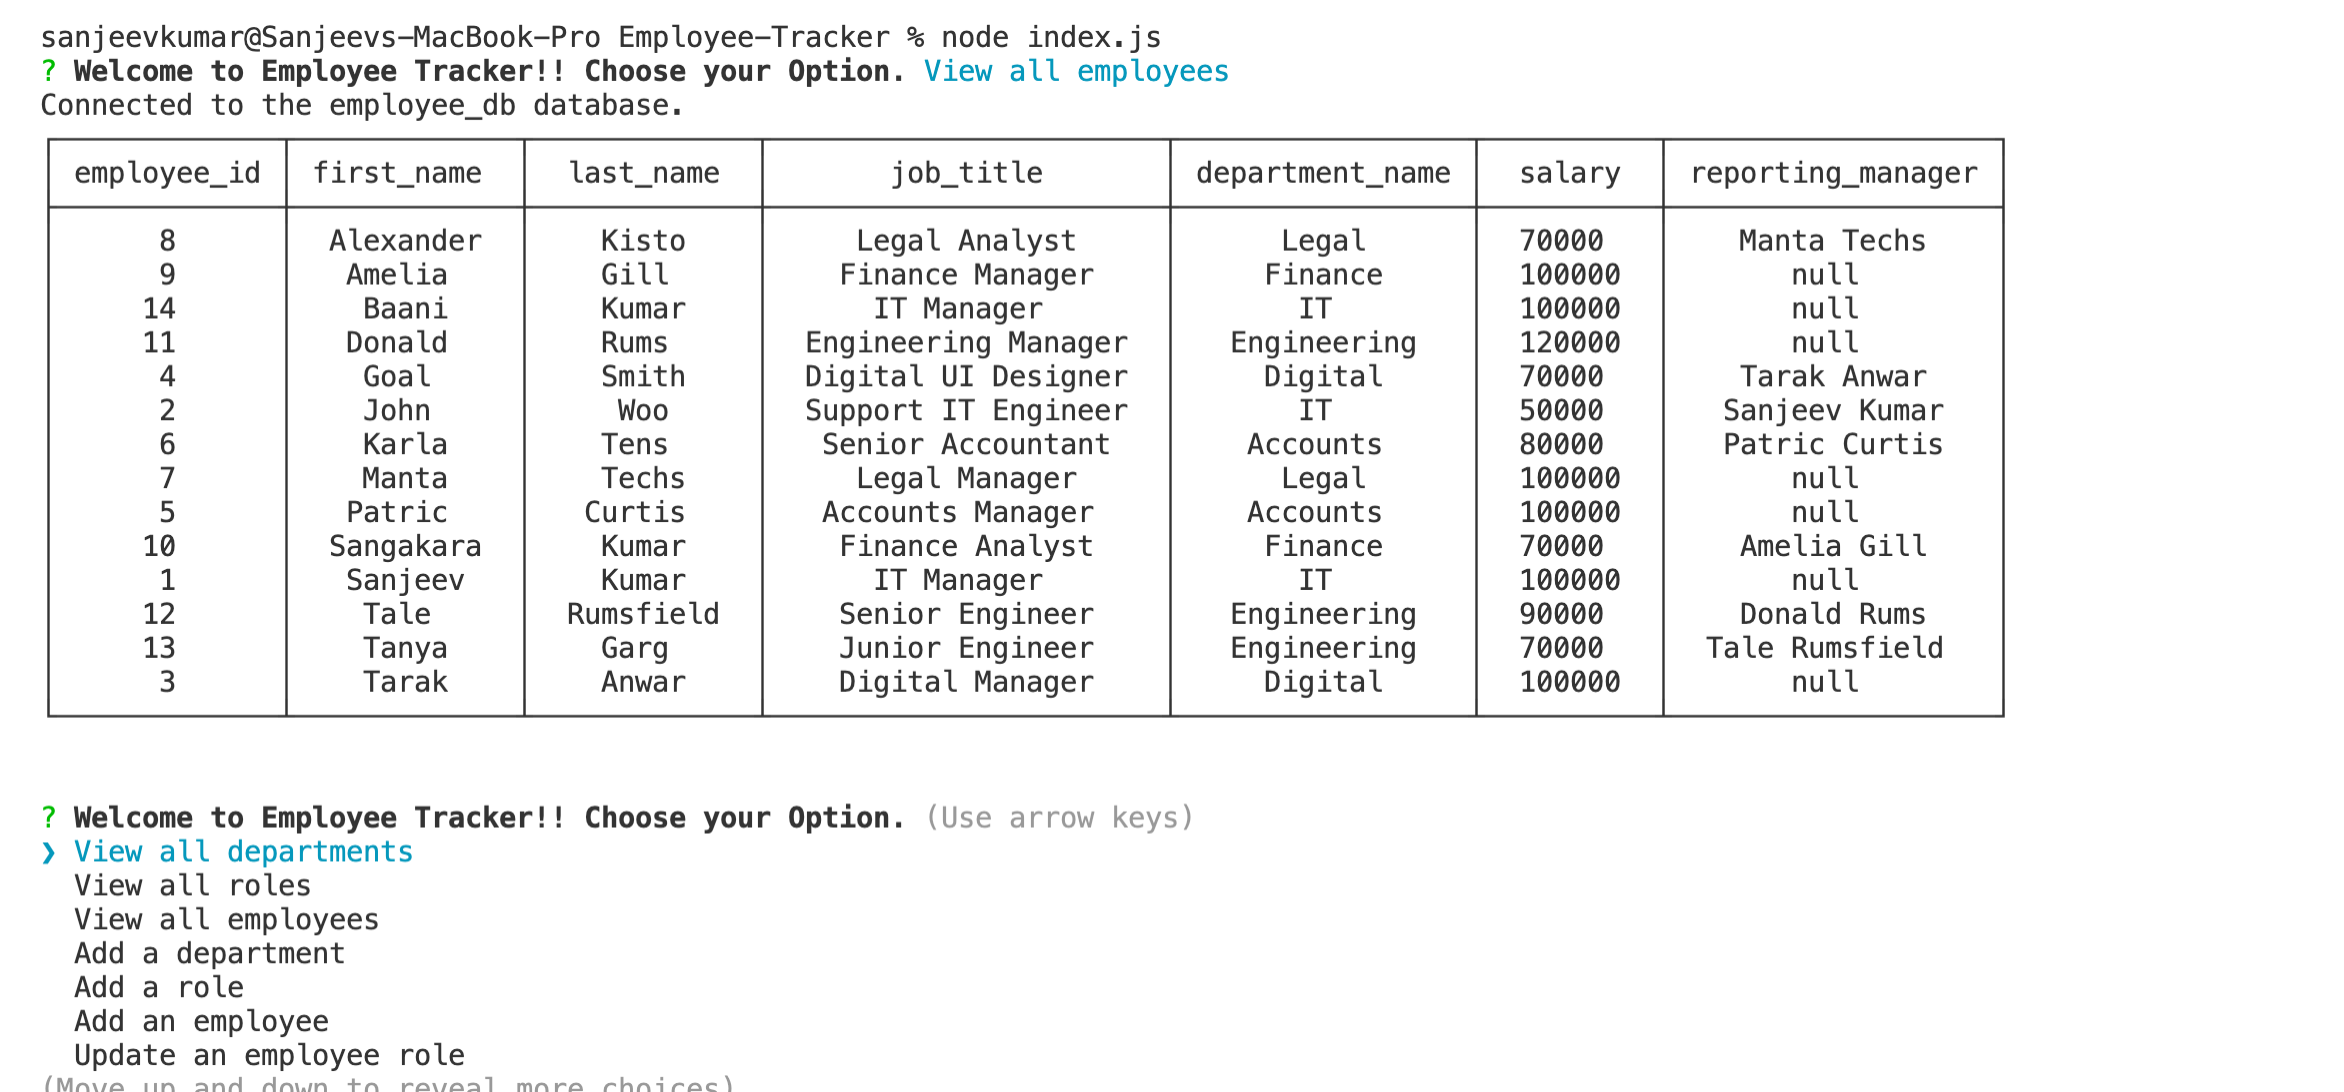 sanjeevkumar@Sanjeevs-MacBook-Pro Employee-Tracker % node index.js
? Welcome to Employee Tracker!! Choose your Option. View all employees
Connected to the employee_db database.
employee_id first_name last_name job_title department_name salary reporting_manager
8 Alexander Kisto Legal Analyst Legal 70000 Manta Techs
9 Amelia Gill Finance Manager Finance 100000 null
14 Baani Kumar IT Manager IT 100000 null
11 Donald Rums Engineering Manager Engineering 120000 null
4 Goal Smith Digital UI Designer Digital 70000 Tarak Anwar
2 John Woo Support IT Engineer IT 50000 Sanjeev Kumar
6 Karla Tens Senior Accountant Accounts 80000 Patric Curtis
7 Manta Techs Legal Manager Legal 100000 null
5 Patric Curtis Accounts Manager Accounts 100000 null
10 Sangakara Kumar Finance Analyst Finance 70000 Amelia Gill
1 Sanjeev Kumar IT Manager IT 100000 null
12 Tale Rumsfield Senior Engineer Engineering 90000 Donald Rums
13 Tanya Garg Junior Engineer Engineering 70000 Tale Rumsfield
3 Tarak Anwar Digital Manager Digital 100000 null
? Welcome to Employee Tracker!! Choose your Option. (Use arrow keys)
❯ View all departments
View all roles
View all employees
Add a department
Add a role
Add an employee
Update an employee role
(Move up and down to reveal more choices)